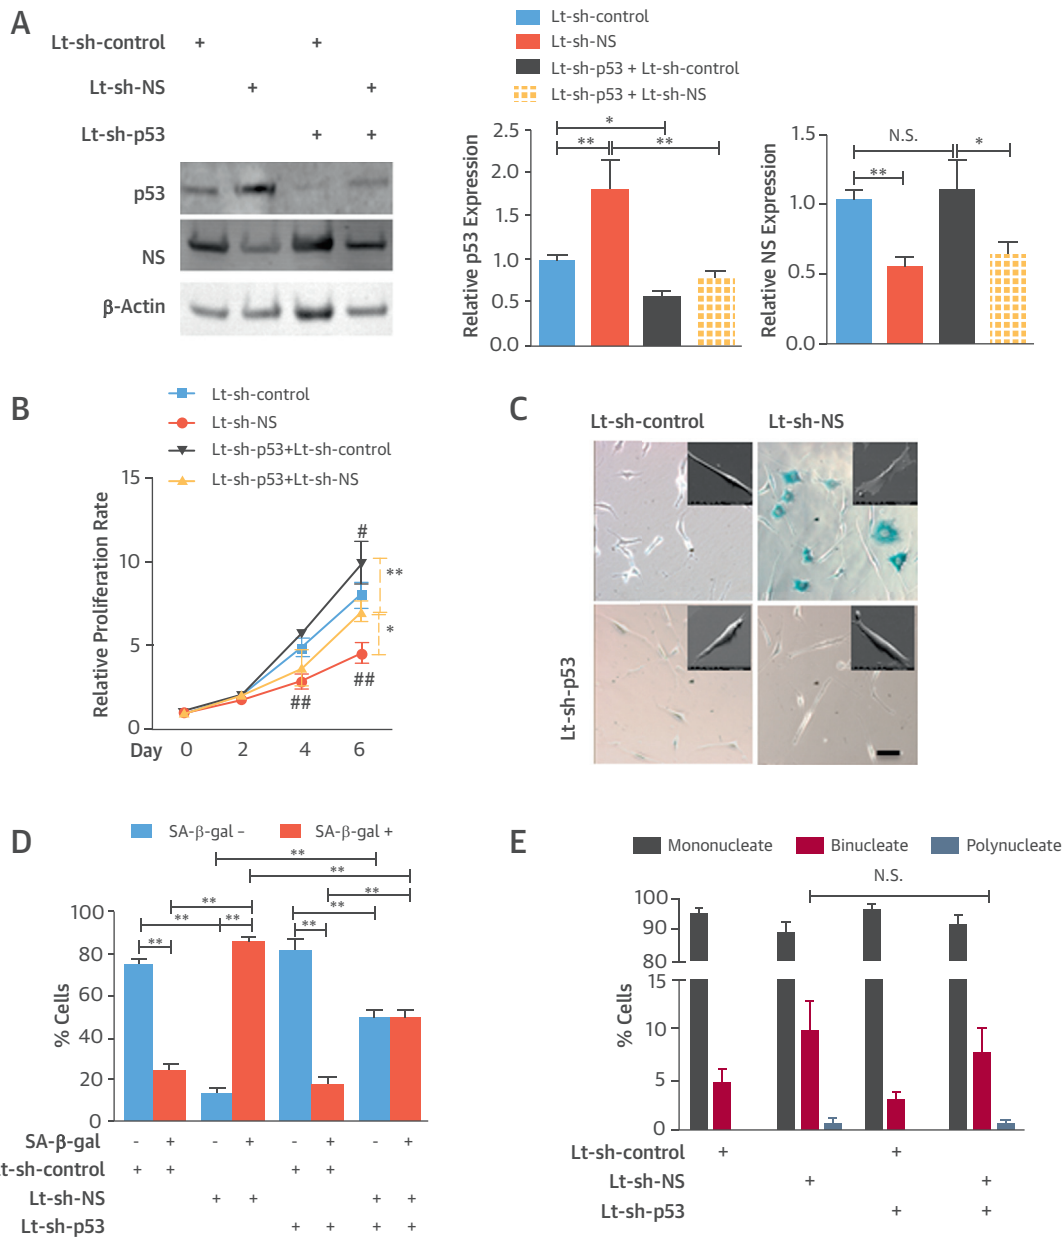 A
Lt-sh-control + +
Lt-sh-NS + +
Lt-sh-p53 + +
p53
NS
β-Actin
Lt-sh-control
Lt-sh-NS
Lt-sh-p53 + Lt-sh-control
Lt-sh-p53 + Lt-sh-NS
Relative p53 Expression
2.5
2.0
1.5
1.0
0.5
0.0
*
** **
Relative NS Expression
1.5
1.0
0.5
0.0
N.S.
*
**
B
Lt-sh-control
Lt-sh-NS
Lt-sh-p53+Lt-sh-control
Lt-sh-p53+Lt-sh-NS
Relative Proliferation Rate
15
10
5
0
#
**
*
##
##
Day 0 2 4 6
C
Lt-sh-control Lt-sh-NS
Lt-sh-p53
D
SA-β-gal - SA-β-gal +
% Cells
100
80
60
40
20
0
**
**
**
** **
** ** **
** **
SA-β-gal - + - + - + - +
Lt-sh-control + + + +
Lt-sh-NS + + + +
Lt-sh-p53 + + + +
E
Mononucleate Binucleate Polynucleate
N.S.
% Cells
100
90
80
15
10
5
0
Lt-sh-control + +
Lt-sh-NS + +
Lt-sh-p53 + +